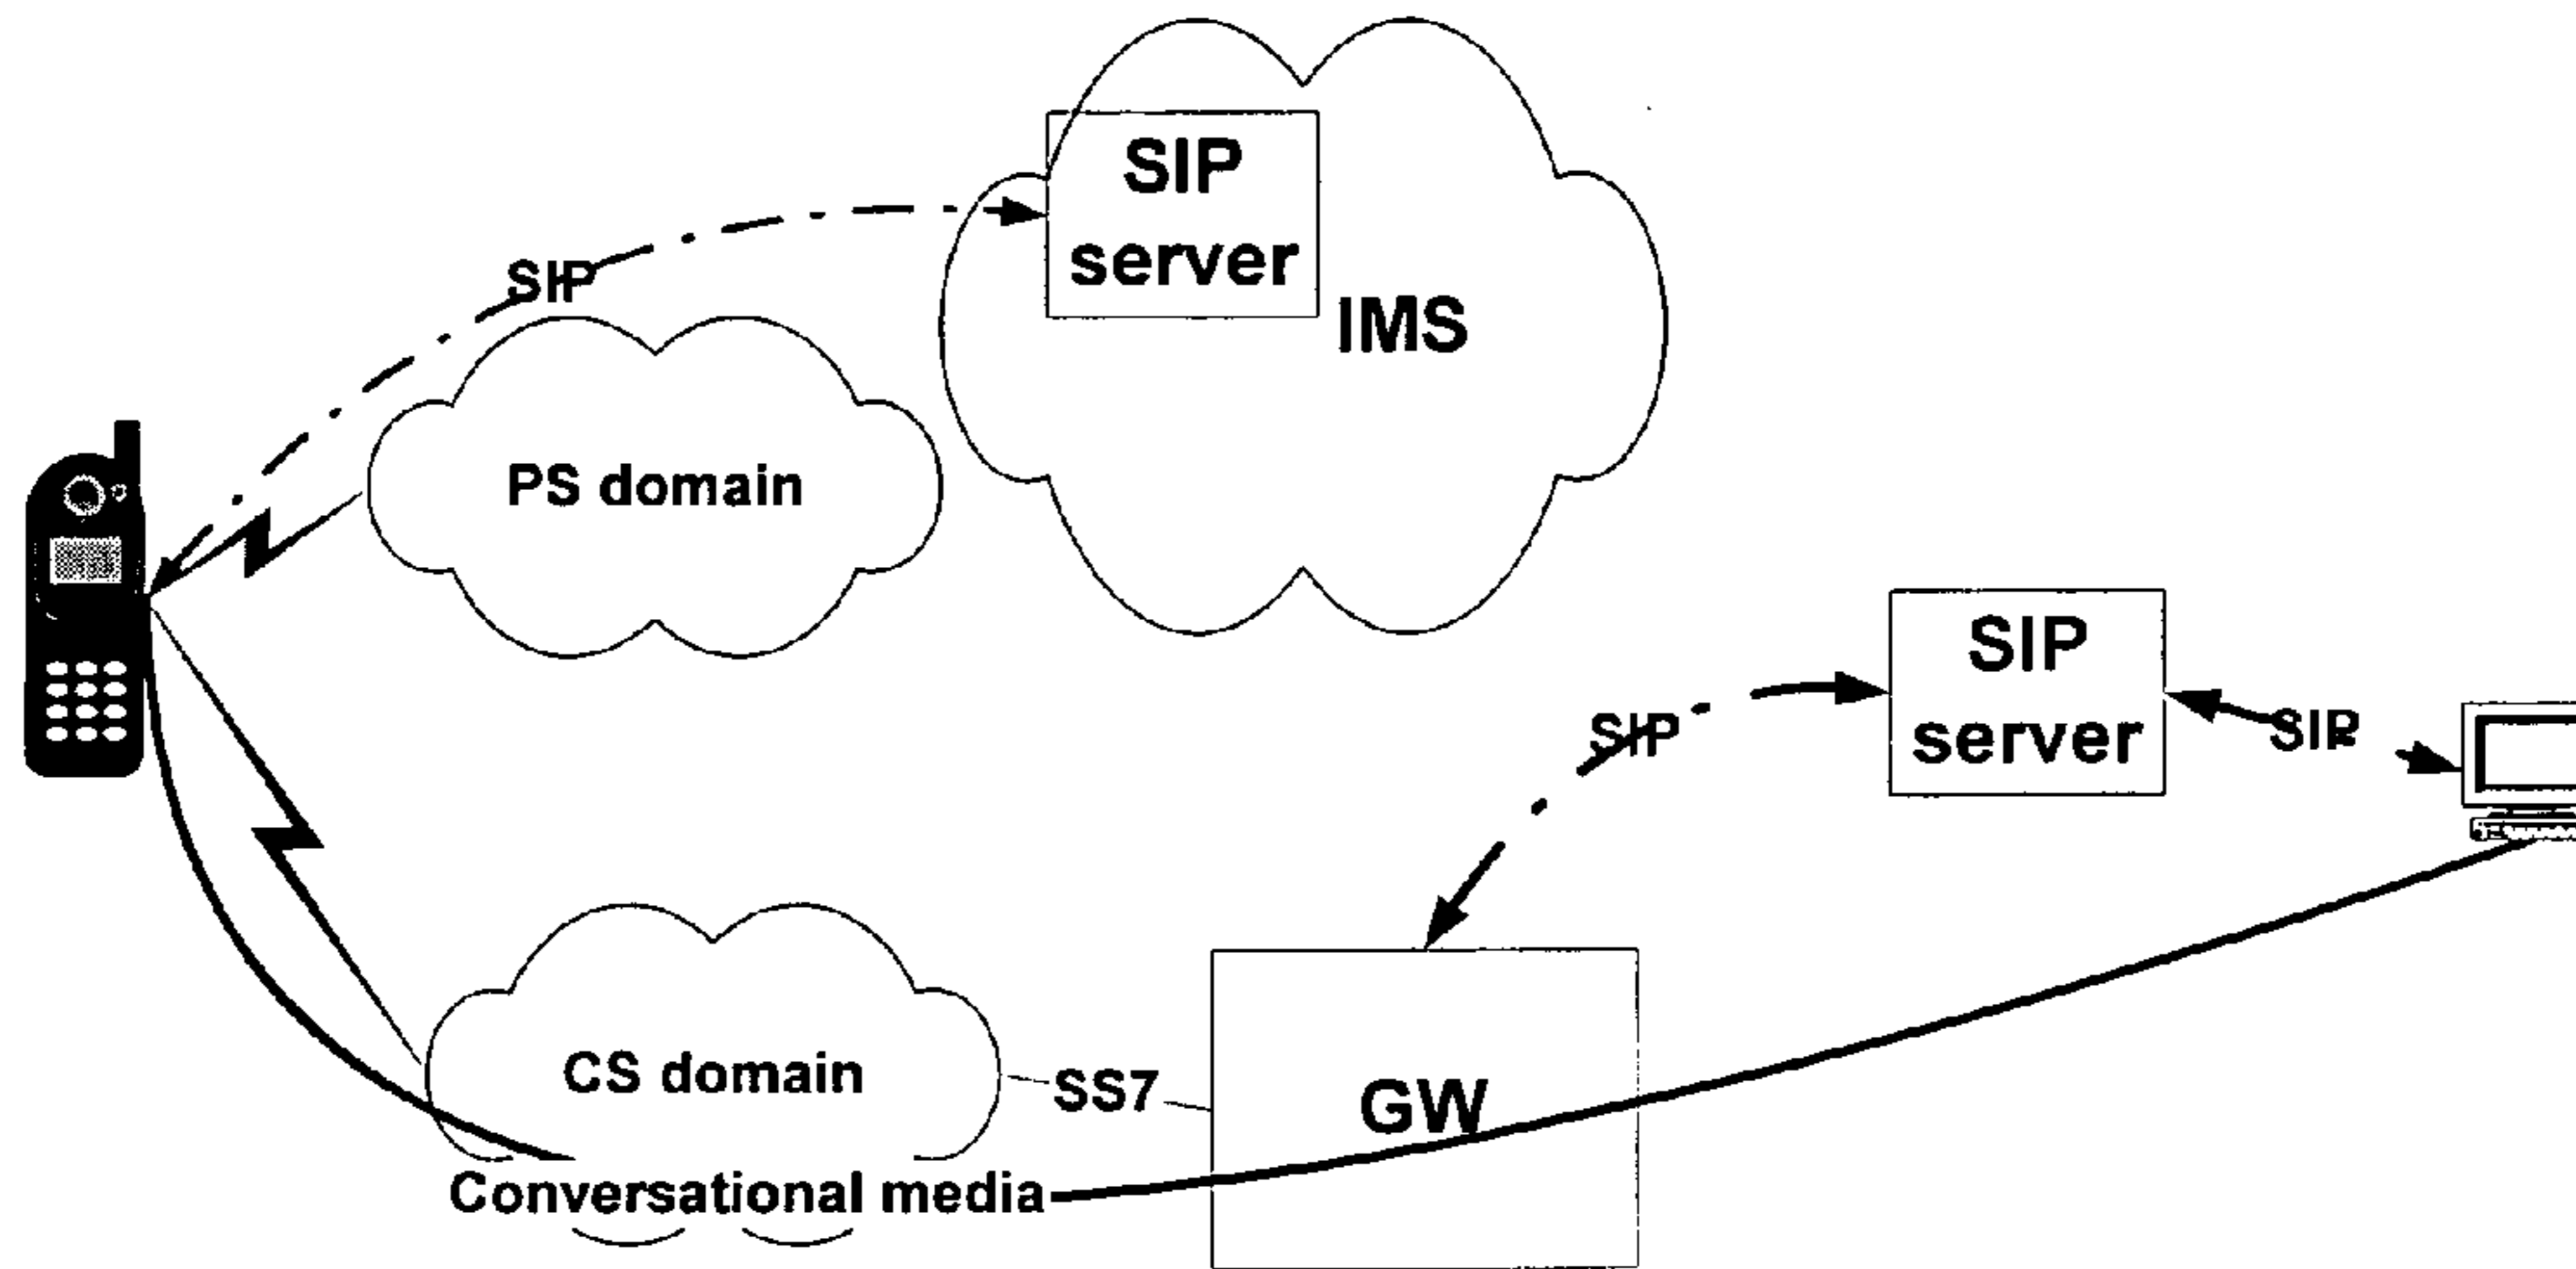 SIP
server
IMS
SIP
PS domain
SIP
server
SIP
SIP
CS domain
SS7
GW
Conversational media